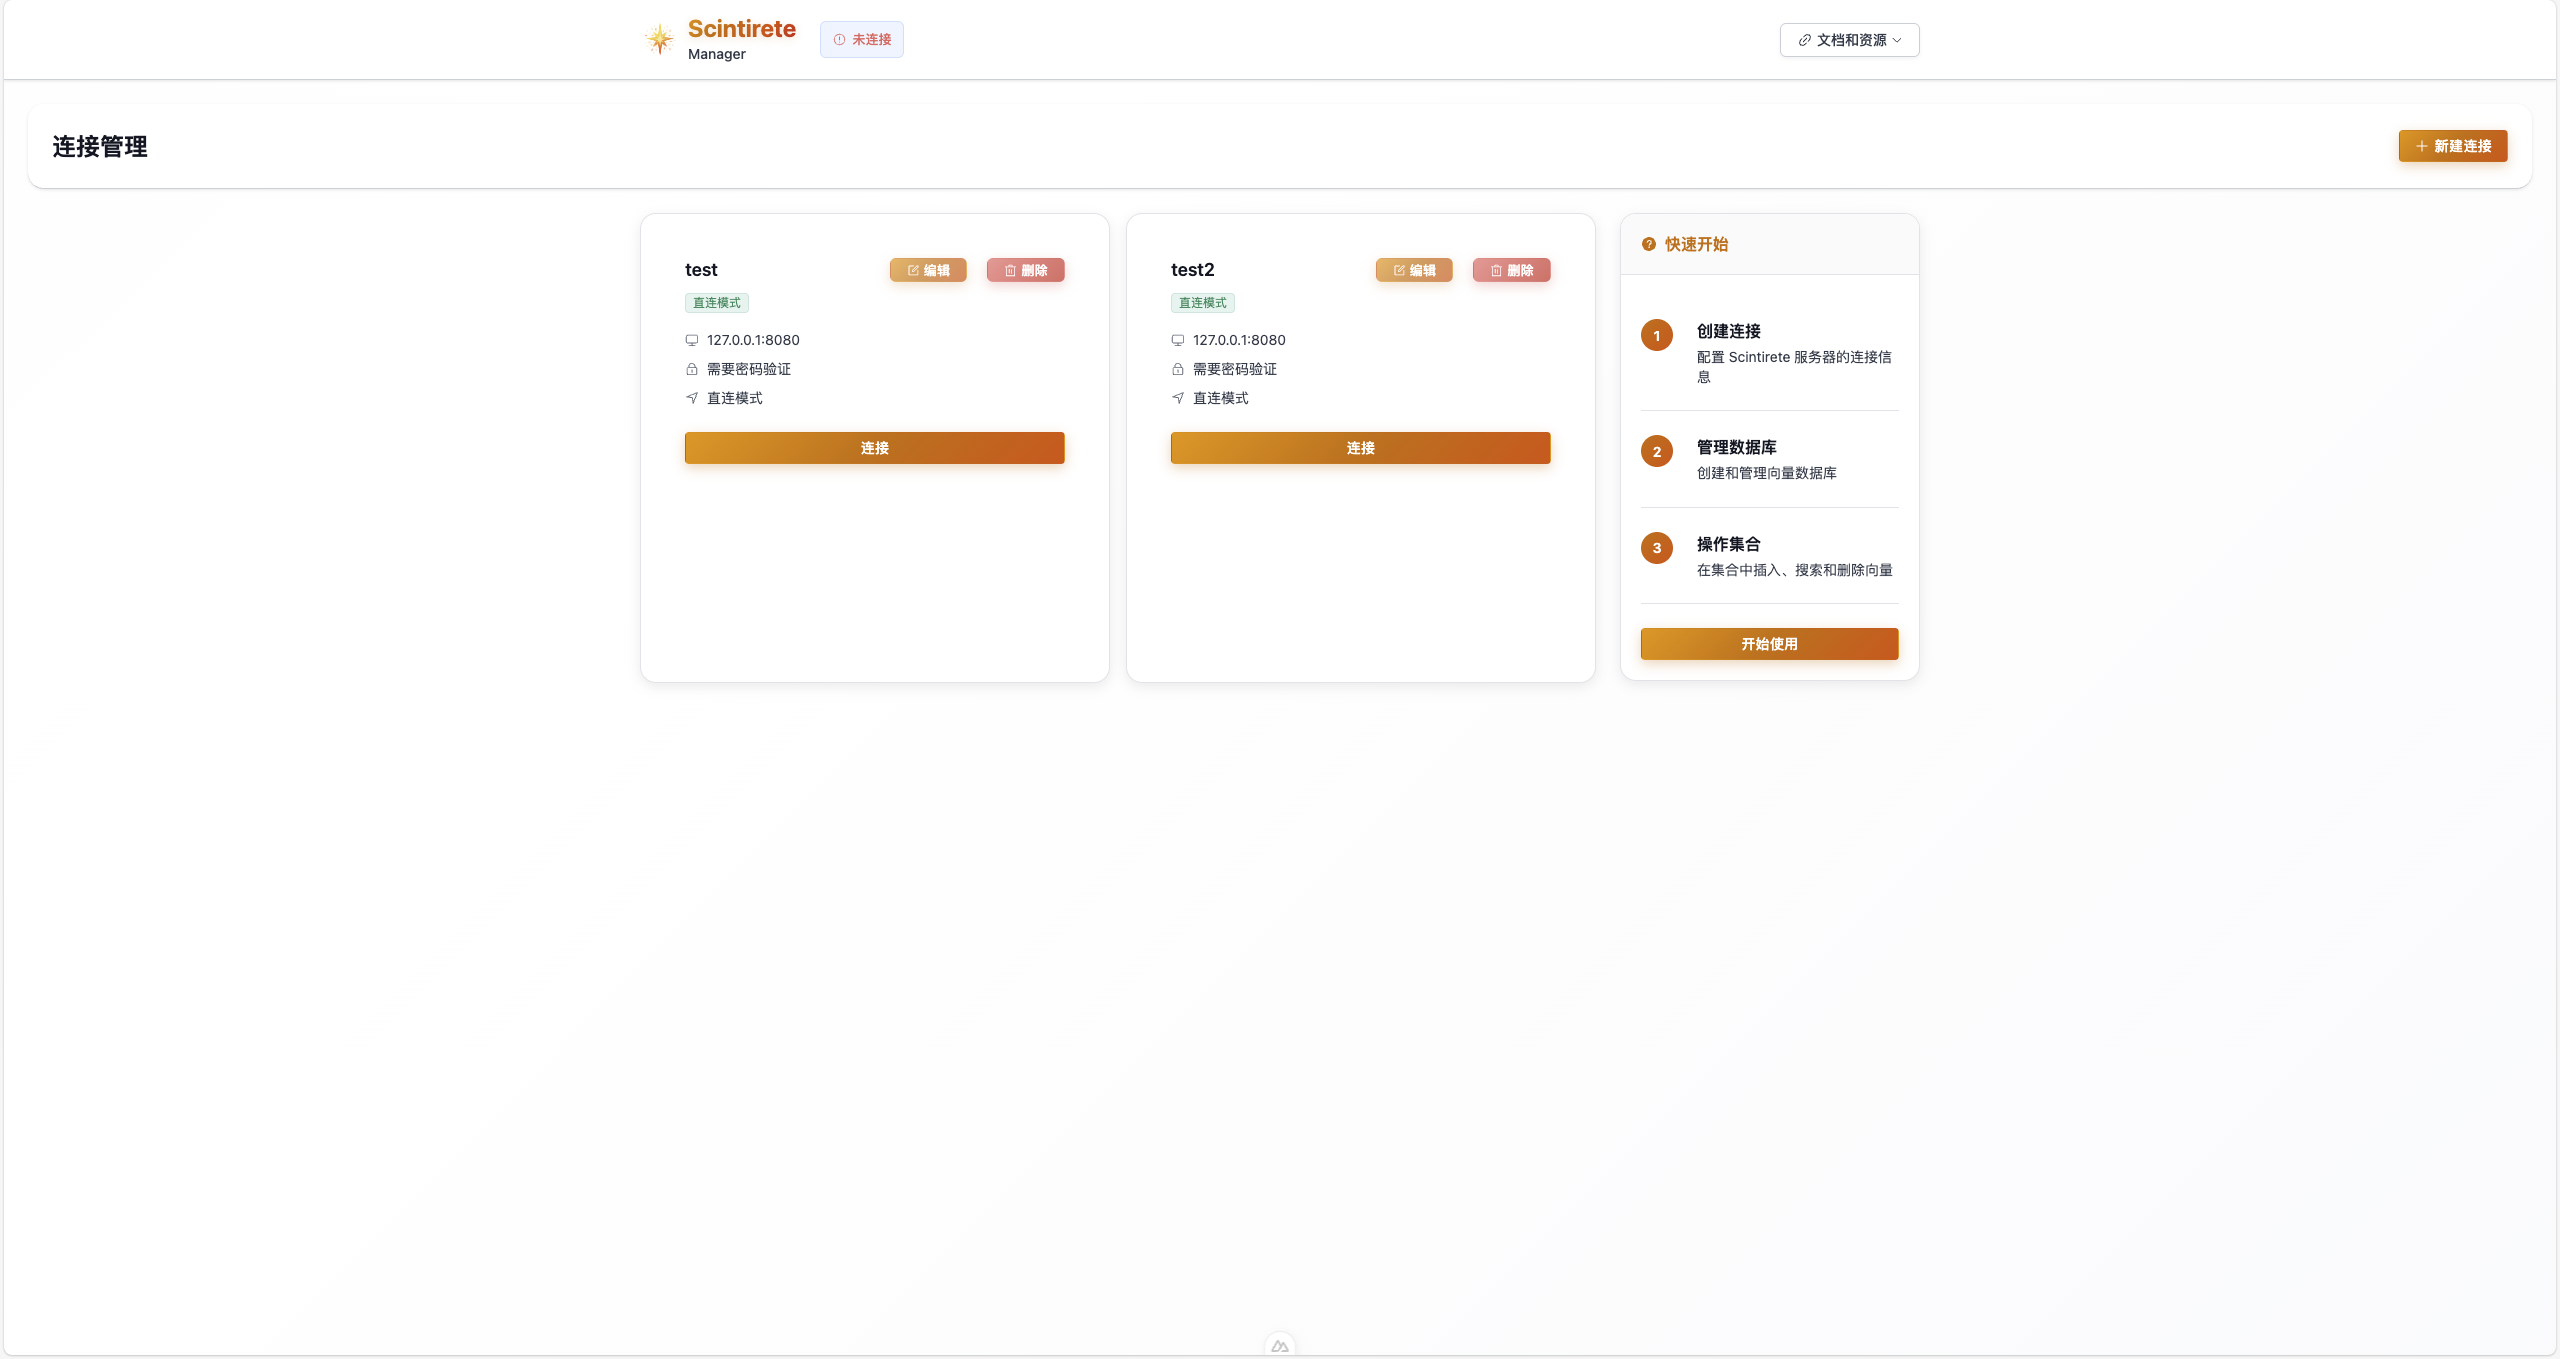 Scintirete
Manager
未连接
文档和资源
连接管理
新建连接
test
编辑
删除
直连模式
127.0.0.1:8080
需要密码验证
直连模式
连接
test2
编辑
删除
直连模式
127.0.0.1:8080
需要密码验证
直连模式
连接
快速开始
1
创建连接
配置 Scintirete 服务器的连接信
息
2
管理数据库
创建和管理向量数据库
3
操作集合
在集合中插入、搜索和删除向量
开始使用